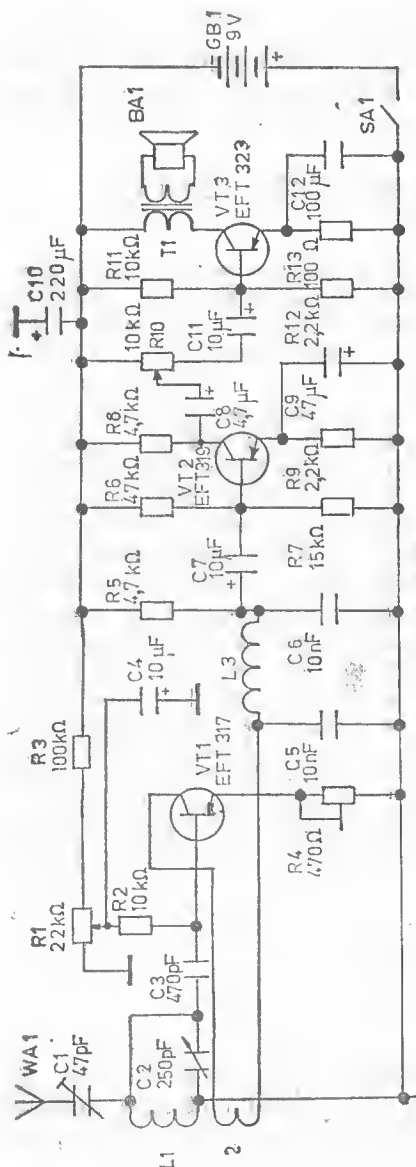 WA1
C1
47pF
L1
C2
250pF
2
C3
470pF
R1
22kΩ
R2
10kΩ
R3
100kΩ
C4
10µF
+
VT1
EFT 317
R4
470Ω
C5
10nF
L3
C6
10nF
R5
4,7kΩ
C7
10µF
+
R6
47kΩ
R7
15kΩ
VT2
EFT319
R8
4,7kΩ
C8
4,7µF
+
R9
2,2kΩ
C9
47µF
+
C10
220µF
+
R10
10kΩ
C11
10µF
+
R11
10kΩ
R12
2,2kΩ
R13
100Ω
T1
BA1
VT3
EFT 323
C12
100µF
+
GB1
9V
+
SA1